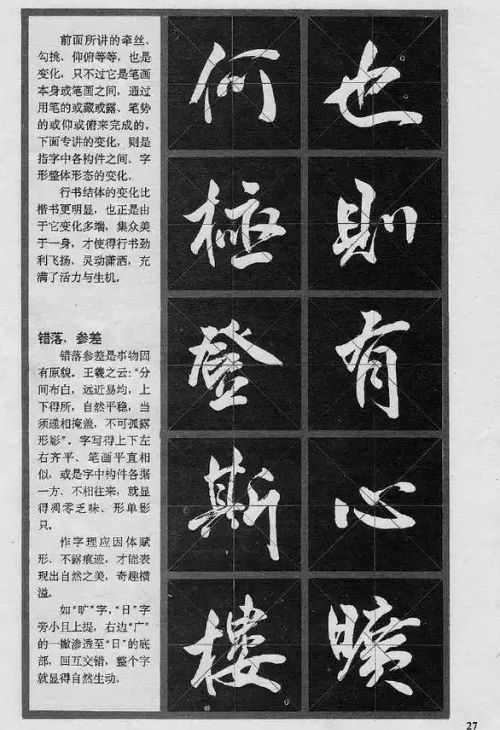 前面所讲的牵丝、
勾挑、仰俯等等，也是
变化，只不过它是笔画
本身或笔画之间，通过
用笔的或藏或露、笔势
的或仰或俯来完成的，
下面专讲的变化，则是
指字中各构件之间、字
形整体形态的变化。
行书结体的变化比
楷书更明显，也正是由
于它变化多端，集众美
于一身，才使得行书劲
利飞扬、灵动潇洒，充
满了活力与生机。
错落、参差
错落参差是事物固
有原貌，王羲之云：“分
间布白，远近易均，上
下得所，自然平稳，当
须递相掩盖，不可孤露
形影”，字写得上下左
右齐平、笔画平直相
似，或是字中构件各据
一方、不相往来，就显
得凋零乏味、形单影
只。
作字理应因体赋
形、不露痕迹，才能表
现出自然之美，奇趣横
溢。
如“旷”字，“日”字
旁小且上提，右边“广”
的一撇渗透至“日”的底
部，回互交错，整个字
就显得自然生动。
何 也
極 則
登 有
斯 心
樓 曠
27